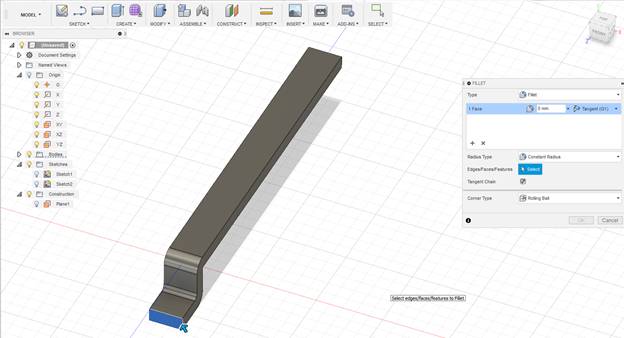 MODEL
SKETCH
CREATE
MODIFY
ASSEMBLE
CONSTRUCT
INSPECT
INSERT
MAKE
ADD-INS
SELECT
BROWSER
(Unsaved)
Document Settings
Named Views
Origin
O
X
Y
Z
XY
XZ
YZ
Bodies
Sketches
Sketch1
Sketch2
Construction
Plane1
TOP
FRONT
FILLET
Type
Fillet
1 Face
0 mm
Tangent (G1)
Radius Type
Constant Radius
Edges/Faces/Features
Select
Tangent Chain
Corner Type
Rolling Ball
OK
Cancel
Select edges/faces/features to Fillet